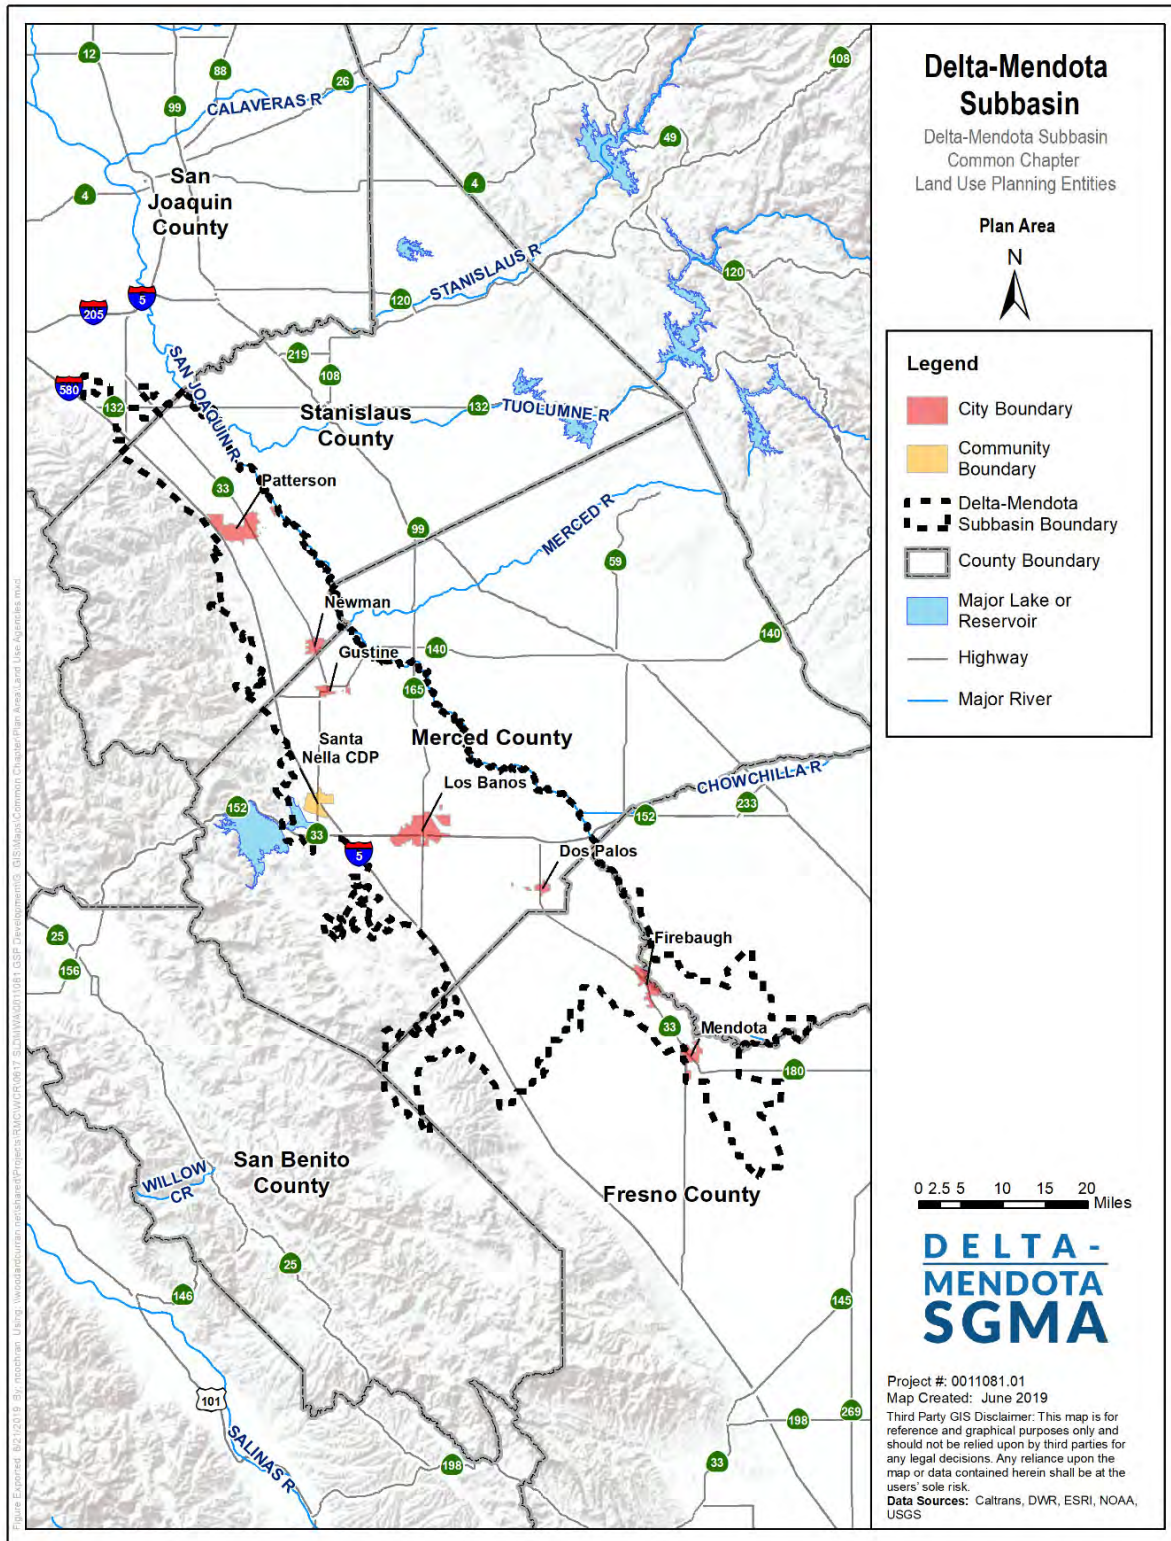 12
88
26
99
CALAVERAS R
108
49
4
4
San
Joaquin
County
STANISLAUS R
120
120
5
205
219
108
SAN JOAQUIN R
580
132
Stanislaus
County
132
TUOLUMNE R
33
Patterson
99
MERCED R
59
Newman
140
140
Gustine
165
Santa
Nella CDP
Merced County
Los Banos
CHOWCHILLA R
233
152
152
33
5
Dos Palos
25
156
Firebaugh
33
Mendota
180
San Benito
County
WILLOW
CR
Fresno County
25
146
145
101
SALINAS R
198
198
269
33
Delta-Mendota
Subbasin
Delta-Mendota Subbasin
Common Chapter
Land Use Planning Entities
Plan Area
N
Legend
City Boundary
Community
Boundary
Delta-Mendota
Subbasin Boundary
County Boundary
Major Lake or
Reservoir
Highway
Major River
0 2.5 5 10 15 20
Miles
DELTA-
MENDOTA
SGMA
Project #: 0011081.01
Map Created: June 2019
Third Party GIS Disclaimer: This map is for
reference and graphical purposes only and
should not be relied upon by third parties for
any legal decisions. Any reliance upon the
map or data contained herein shall be at the
users' sole risk.
Data Sources: Caltrans, DWR, ESRI, NOAA,
USGS